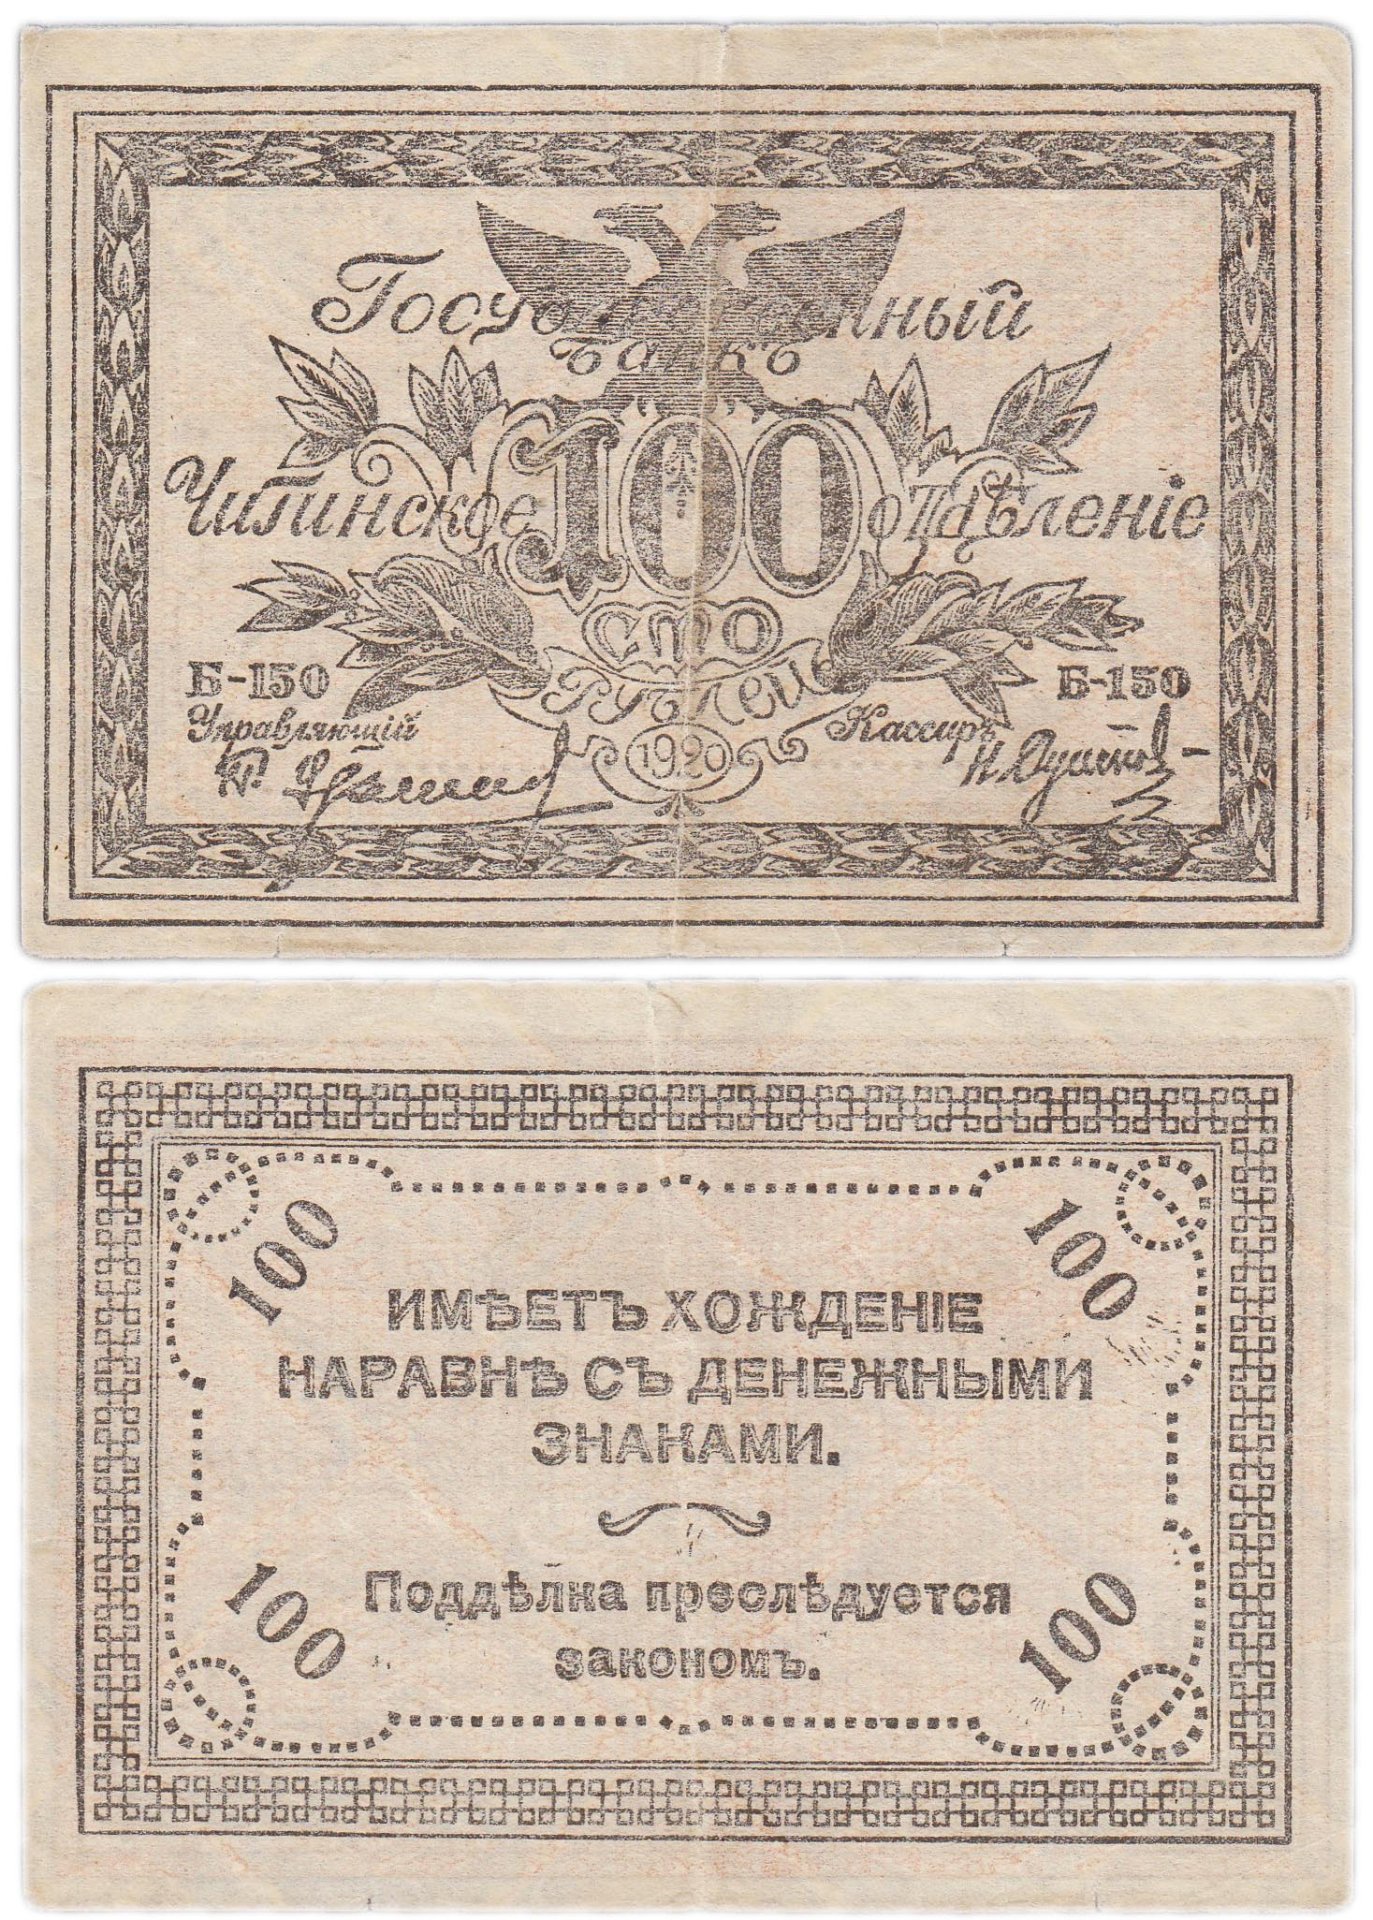 Государственный
Банкъ
Читинское 100 отдѣленіе
сто
рублей
Б-150 Б-150
Управляющій Кассиръ
1920
100 100
ИМѢЕТЪ ХОЖДЕНІЕ
НАРАВНѢ СЪ ДЕНЕЖНЫМИ
ЗНАКАМИ.
Поддѣлка преслѣдуется
закономъ.
100 100